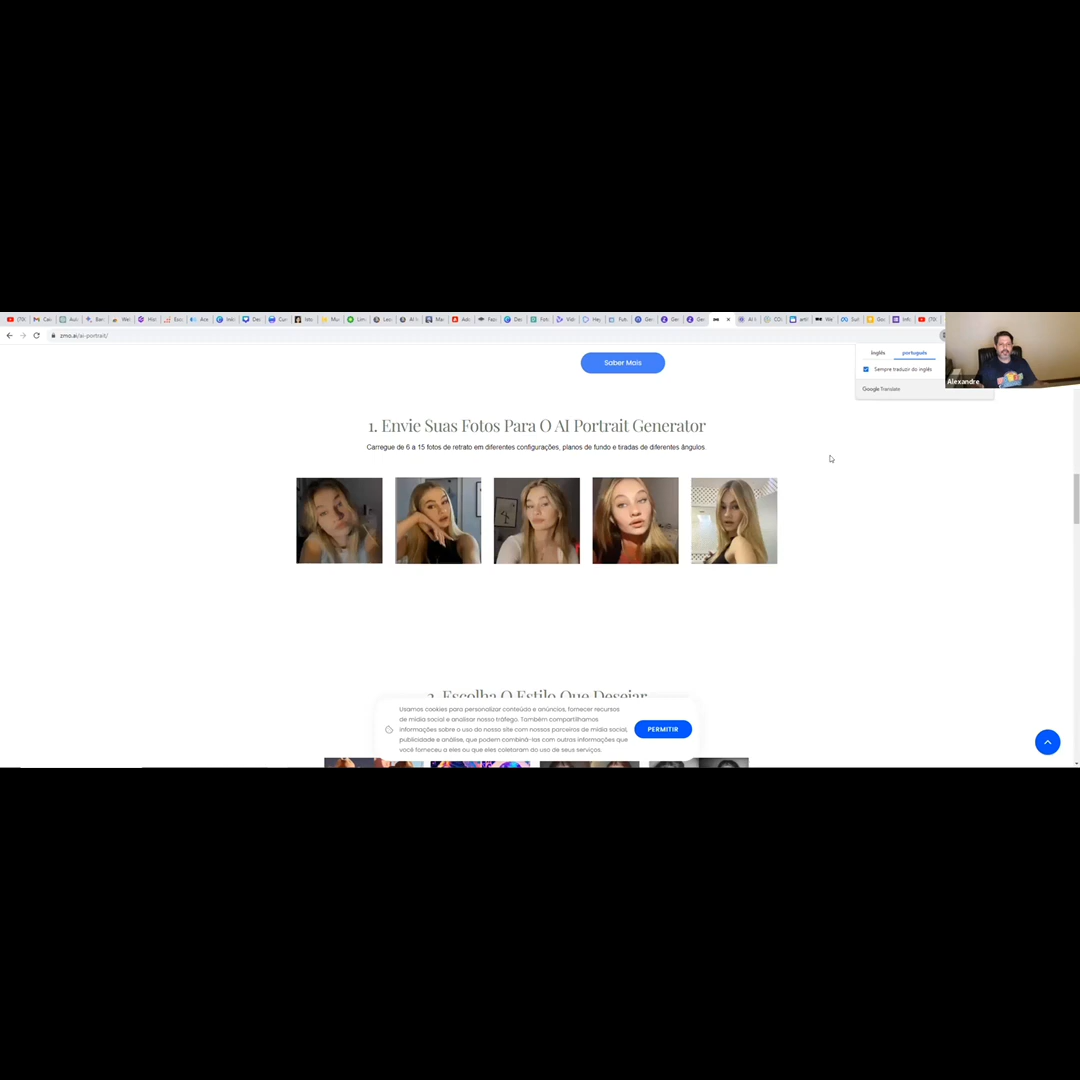 zmo.ai/ai-portrait/
Inglês português
Sempre traduzir do inglês
Google Translate
Alexandre
Saber Mais
1. Envie Suas Fotos Para O AI Portrait Generator
Carregue de 6 a 15 fotos de retrato em diferentes configurações, planos de fundo e tiradas de diferentes ângulos.
2. Escolha O Estilo Que Desejar
Usamos cookies para personalizar conteúdo e anúncios, fornecer recursos
de mídia social e analisar nosso tráfego. Também compartilhamos
informações sobre o uso do nosso site com nossos parceiros de mídia social,
publicidade e análise, que podem combiná-las com outras informações que
você forneceu a eles ou que eles coletaram do uso de seus serviços.
PERMITIR